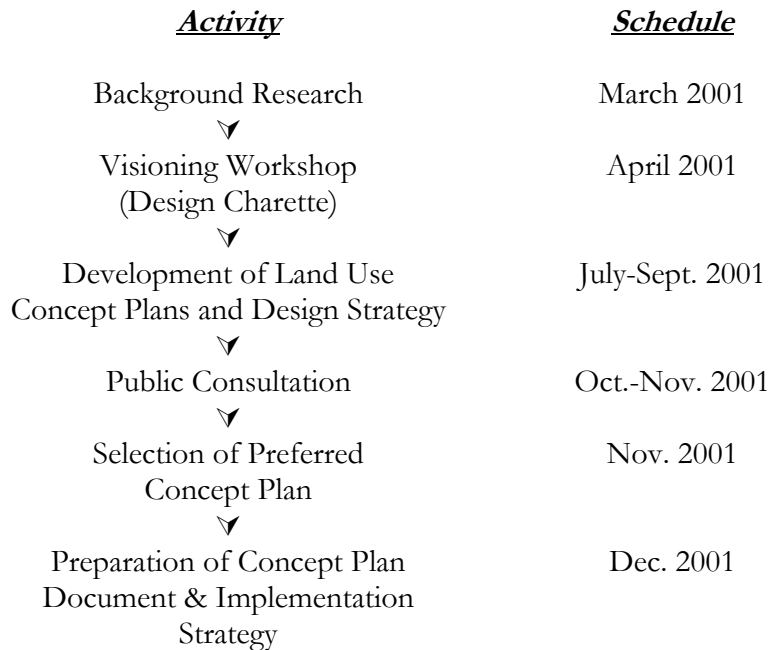 Activity Schedule
Background Research March 2001
Visioning Workshop April 2001
(Design Charette)
Development of Land Use July-Sept. 2001
Concept Plans and Design Strategy
Public Consultation Oct.-Nov. 2001
Selection of Preferred Nov. 2001
Concept Plan
Preparation of Concept Plan Dec. 2001
Document & Implementation
Strategy